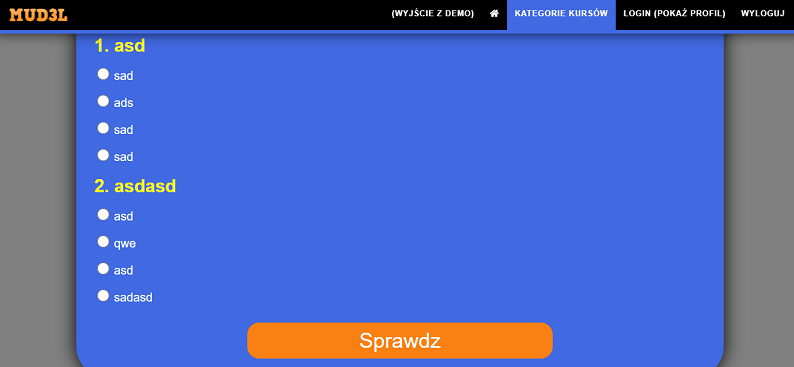 MUD3L
(WYJŚCIE Z DEMO) KATEGORIE KURSÓW LOGIN (POKAŻ PROFIL) WYLOGUJ
1. asd
sad
ads
sad
sad
2. asdasd
asd
qwe
asd
sadasd
Sprawdz